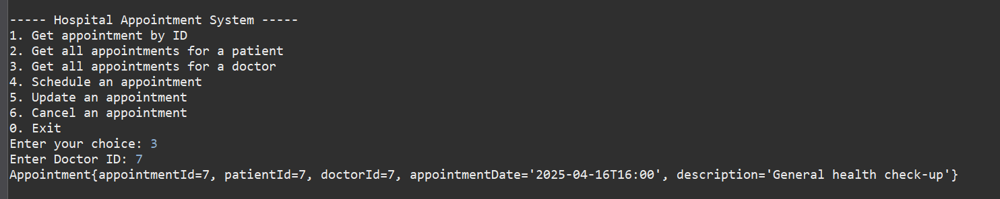 ----- Hospital Appointment System -----
1. Get appointment by ID
2. Get all appointments for a patient
3. Get all appointments for a doctor
4. Schedule an appointment
5. Update an appointment
6. Cancel an appointment
0. Exit
Enter your choice: 3
Enter Doctor ID: 7
Appointment{appointmentId=7, patientId=7, doctorId=7, appointmentDate='2025-04-16T16:00', description='General health check-up'}